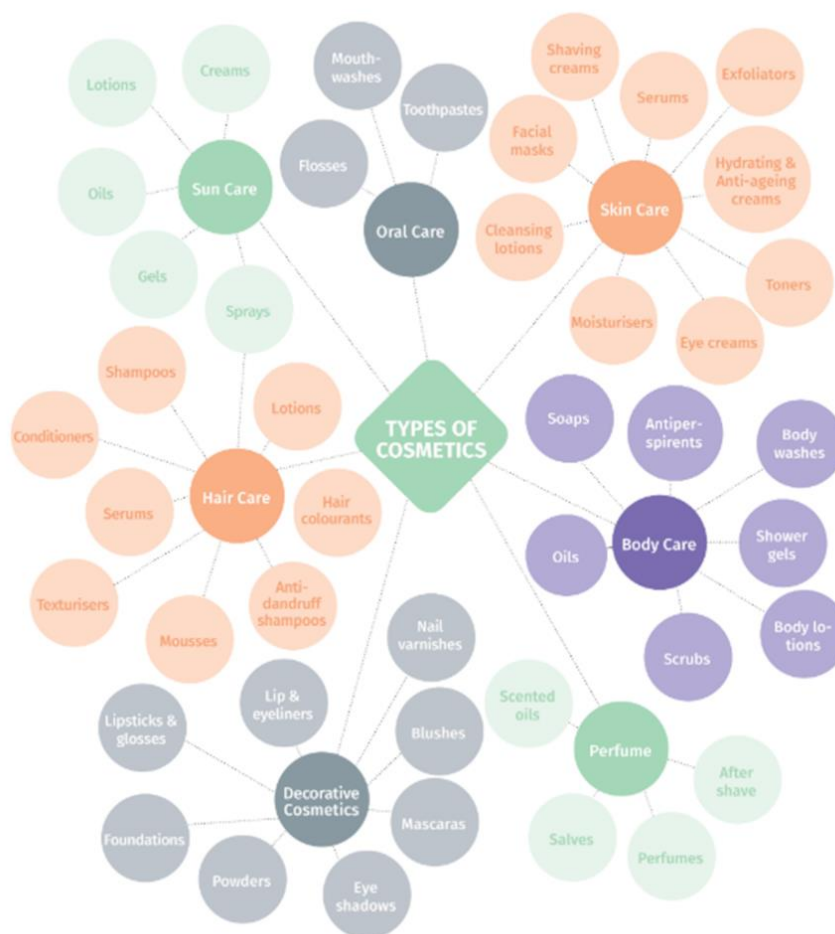 TYPES OF
COSMETICS
Sun Care
Lotions
Creams
Oils
Gels
Sprays
Oral Care
Mouth-
washes
Toothpastes
Flosses
Skin Care
Shaving
creams
Serums
Exfoliators
Facial
masks
Hydrating &
Anti-ageing
creams
Cleansing
lotions
Toners
Moisturisers
Eye creams
Hair Care
Shampoos
Lotions
Conditioners
Serums
Hair
colourants
Texturisers
Mousses
Anti-
dandruff
shampoos
Body Care
Soaps
Antiper-
spirents
Body
washes
Oils
Shower
gels
Scrubs
Body lo-
tions
Decorative
Cosmetics
Nail
varnishes
Lip &
eyeliners
Lipsticks &
glosses
Blushes
Foundations
Mascaras
Powders
Eye
shadows
Perfume
Scented
oils
After
shave
Salves
Perfumes